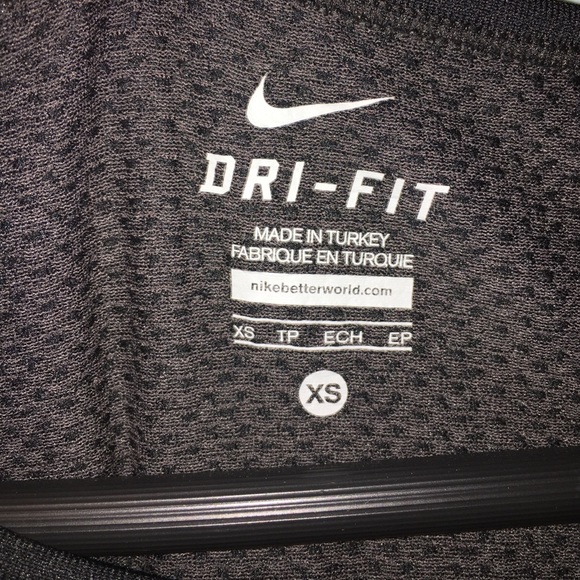 DRI-FIT
MADE IN TURKEY
FABRIQUE EN TURQUIE
nikebetterworld.com
XS TP ECH EP
XS